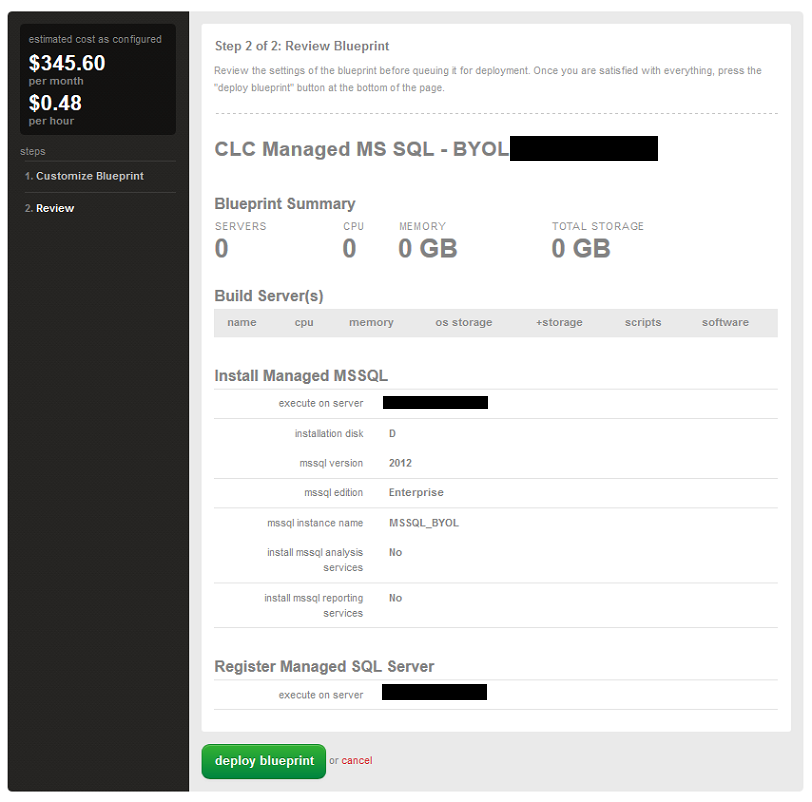 estimated cost as configured
$345.60
per month
$0.48
per hour
steps
1. Customize Blueprint
2. Review
Step 2 of 2: Review Blueprint
Review the settings of the blueprint before queuing it for deployment. Once you are satisfied with everything, press the
"deploy blueprint" button at the bottom of the page.
CLC Managed MS SQL - BYOL
Blueprint Summary
SERVERS CPU MEMORY TOTAL STORAGE
0 0 0 GB 0 GB
Build Server(s)
name cpu memory os storage +storage scripts software
Install Managed MSSQL
execute on server
installation disk D
mssql version 2012
mssql edition Enterprise
mssql instance name MSSQL_BYOL
install mssql analysis No
services
install mssql reporting No
services
Register Managed SQL Server
execute on server
deploy blueprint or cancel